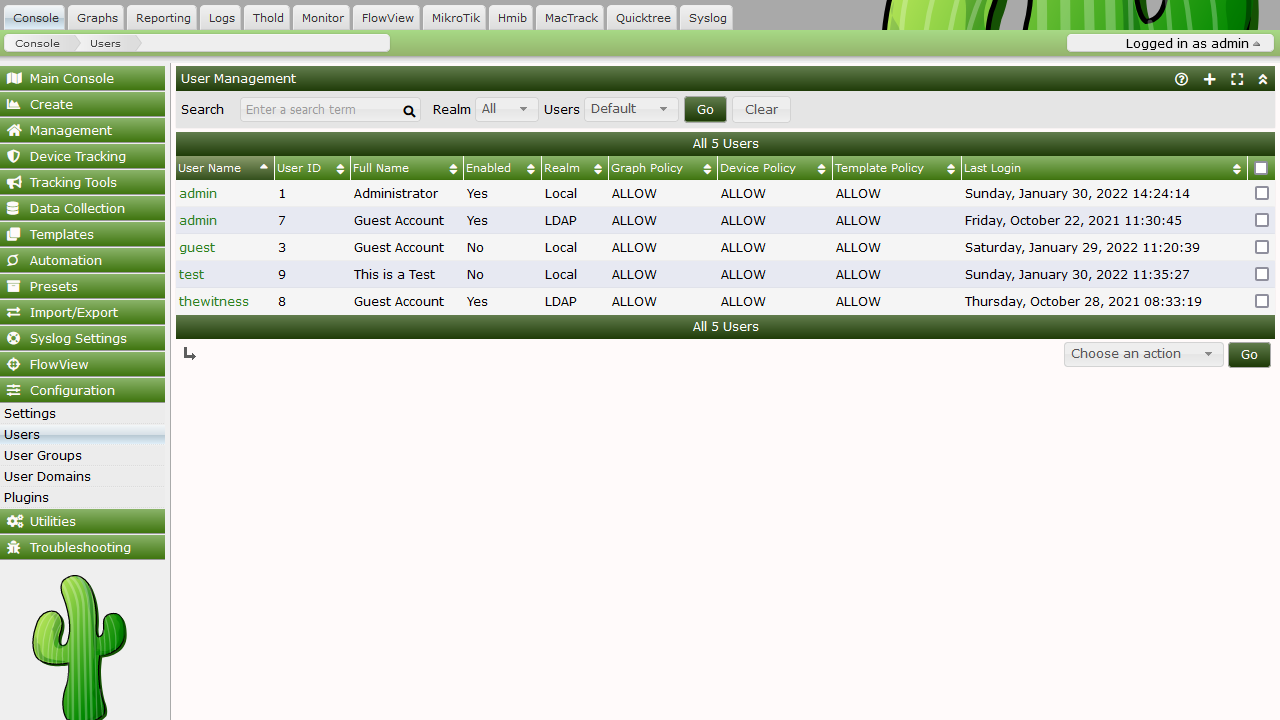 Console Graphs Reporting Logs Thold Monitor FlowView MikroTik Hmib MacTrack Quicktree Syslog
Console Users Logged in as admin
Main Console
Create
Management
Device Tracking
Tracking Tools
Data Collection
Templates
Automation
Presets
Import/Export
Syslog Settings
FlowView
Configuration
Settings
Users
User Groups
User Domains
Plugins
Utilities
Troubleshooting
User Management
Search Enter a search term Realm All Users Default Go Clear
All 5 Users
User Name User ID Full Name Enabled Realm Graph Policy Device Policy Template Policy Last Login
admin 1 Administrator Yes Local ALLOW ALLOW ALLOW Sunday, January 30, 2022 14:24:14
admin 7 Guest Account Yes LDAP ALLOW ALLOW ALLOW Friday, October 22, 2021 11:30:45
guest 3 Guest Account No Local ALLOW ALLOW ALLOW Saturday, January 29, 2022 11:20:39
test 9 This is a Test No Local ALLOW ALLOW ALLOW Sunday, January 30, 2022 11:35:27
thewitness 8 Guest Account Yes LDAP ALLOW ALLOW ALLOW Thursday, October 28, 2021 08:33:19
All 5 Users
Choose an action Go